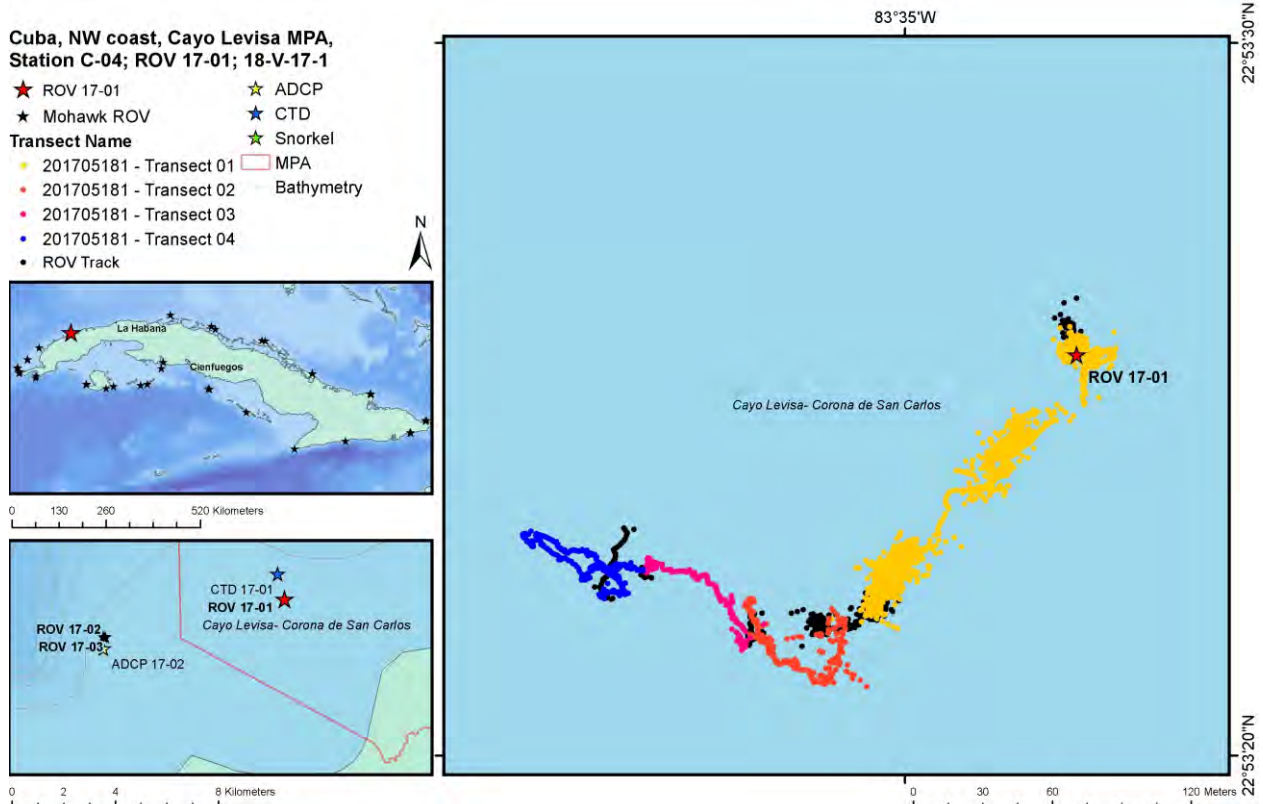 Cuba, NW coast, Cayo Levisa MPA,
Station C-04; ROV 17-01; 18-V-17-1
ROV 17-01
ADCP
Mohawk ROV
CTD
Transect Name
Snorkel
201705181 - Transect 01
MPA
201705181 - Transect 02
Bathymetry
201705181 - Transect 03
201705181 - Transect 04
ROV Track
N
La Habana
Cienfuegos
0 130 260 520 Kilometers
CTD 17-01
ROV 17-01
Cayo Levisa- Corona de San Carlos
ROV 17-02
ROV 17-03
ADCP 17-02
0 2 4 8 Kilometers
83°35'W
22°53'30"N
ROV 17-01
Cayo Levisa- Corona de San Carlos
22°53'20"N
0 30 60 120 Meters